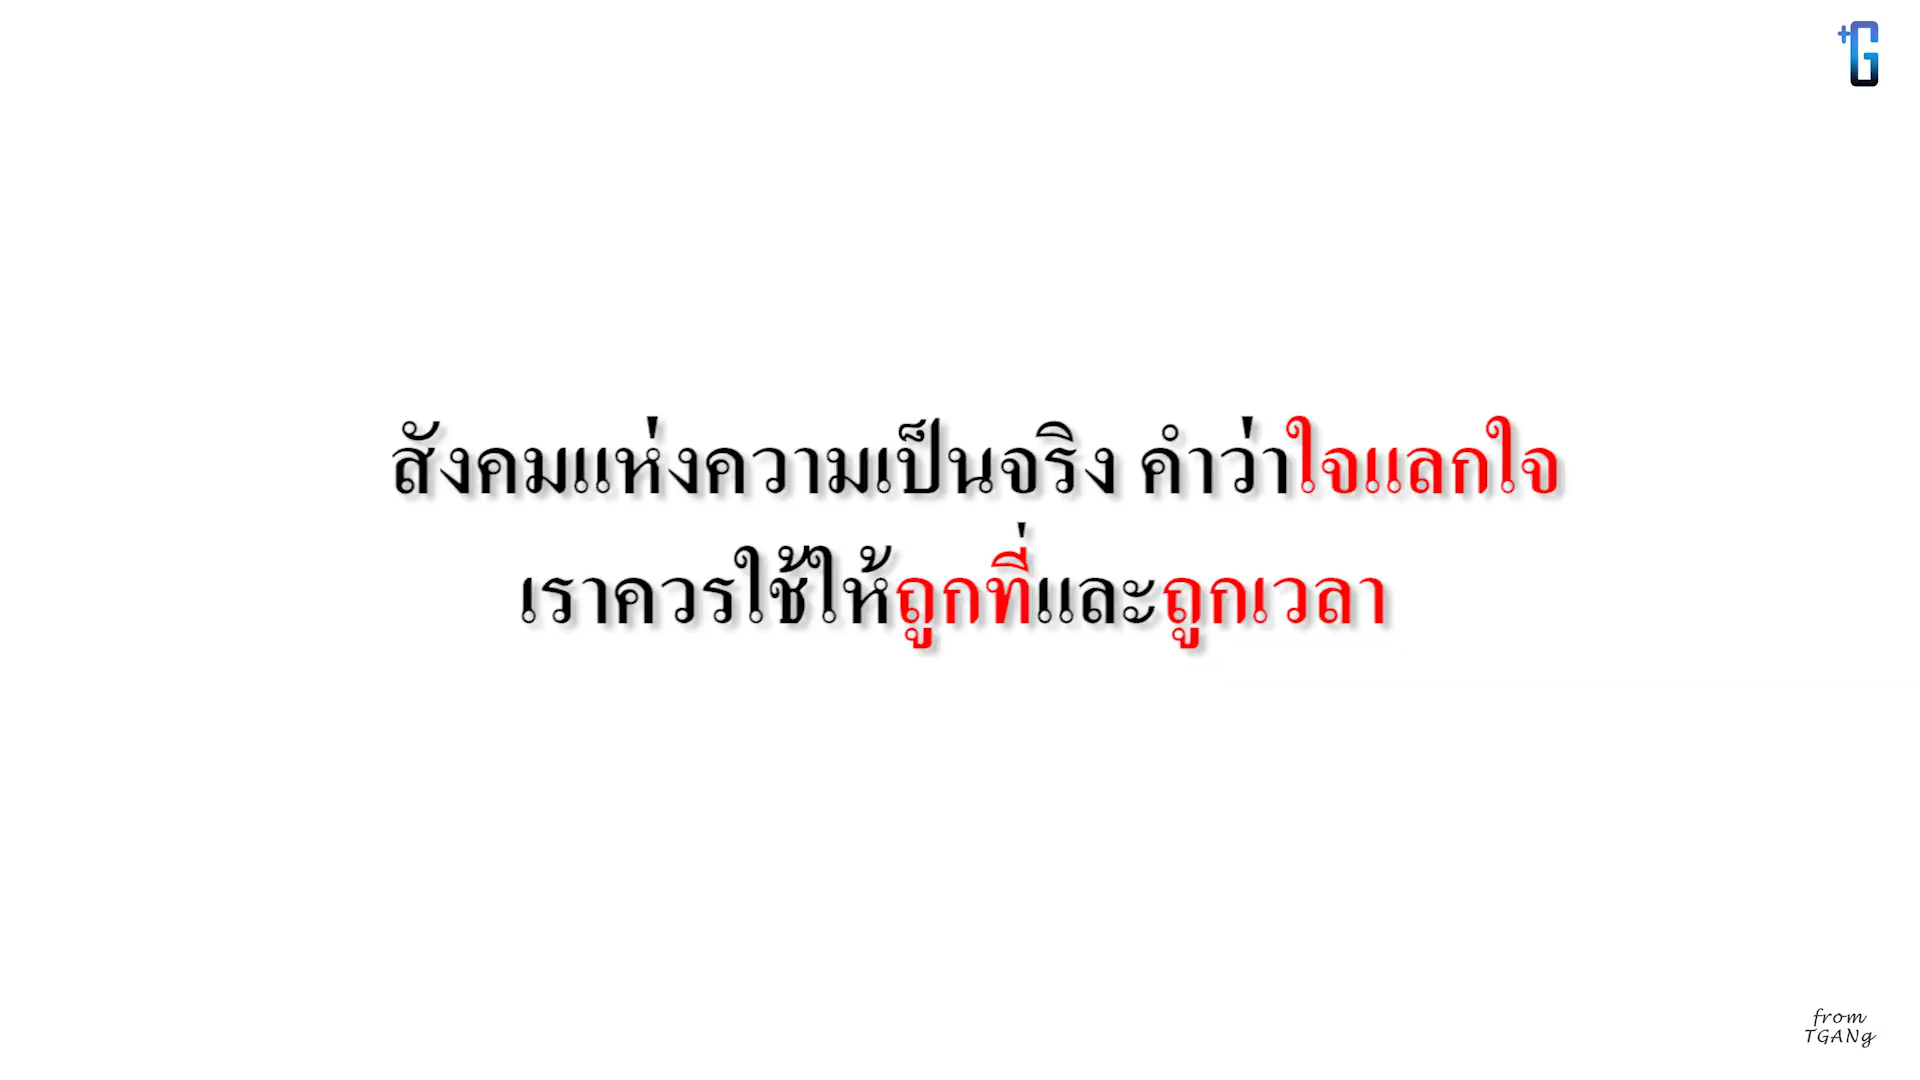 +G
สังคมแห่งความเป็นจริง คำว่าใจแลกใจ
เราควรใช้ให้ถูกที่และถูกเวลา
from
TGANg